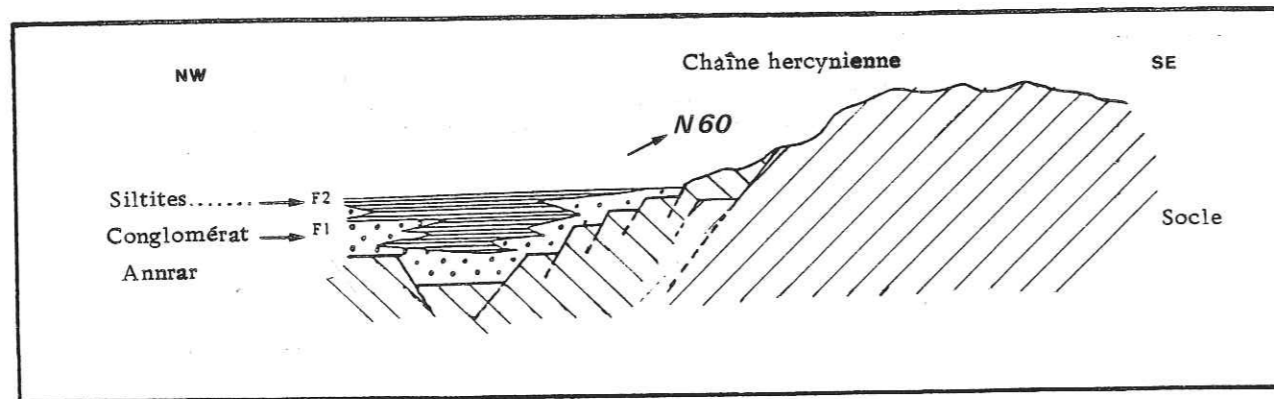 NW
Chaîne hercynienne
SE
N60
Siltites....... F2
Conglomérat F1
Annrar
Socle